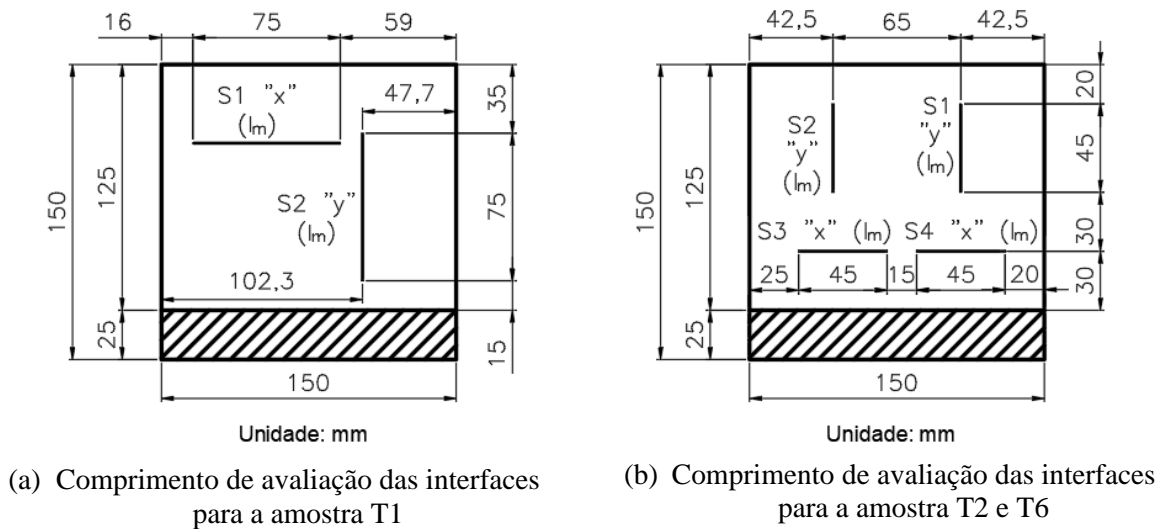 16 75 59
S1 "x"
(lm)
47,7
35
150
125
S2 "y"
(lm)
75
102,3
25
15
150
Unidade: mm
(a) Comprimento de avaliação das interfaces
para a amostra T1
42,5 65 42,5
20
S2
"y"
(lm)
S1
"y"
(lm)
45
150
125
S3 "x" (lm) S4 "x" (lm)
30
25 45 15 45 20
30
25
150
Unidade: mm
(b) Comprimento de avaliação das interfaces
para a amostra T2 e T6